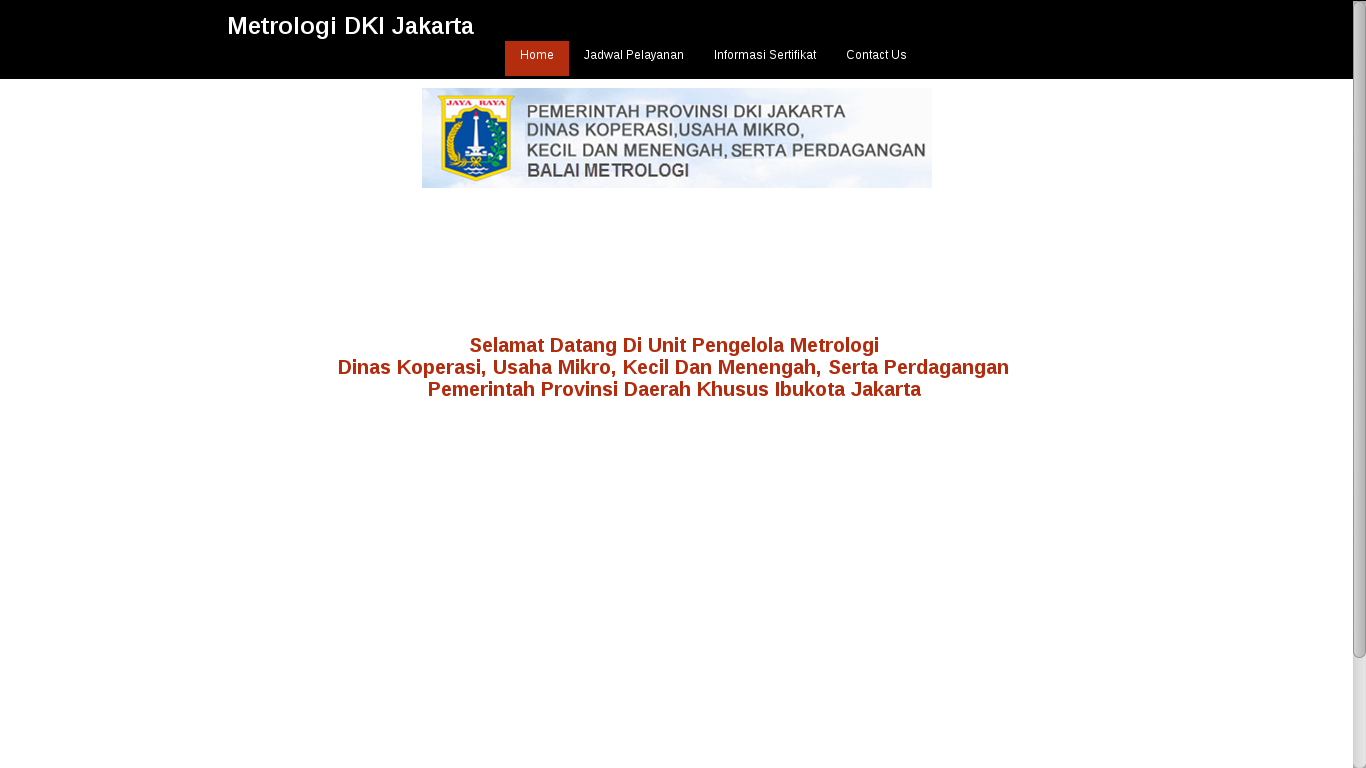 Metrologi DKI Jakarta
Home
Jadwal Pelayanan
Informasi Sertifikat
Contact Us
JAYA RAYA
PEMERINTAH PROVINSI DKI JAKARTA
DINAS KOPERASI,USAHA MIKRO,
KECIL DAN MENENGAH, SERTA PERDAGANGAN
BALAI METROLOGI
Selamat Datang Di Unit Pengelola Metrologi
Dinas Koperasi, Usaha Mikro, Kecil Dan Menengah, Serta Perdagangan
Pemerintah Provinsi Daerah Khusus Ibukota Jakarta